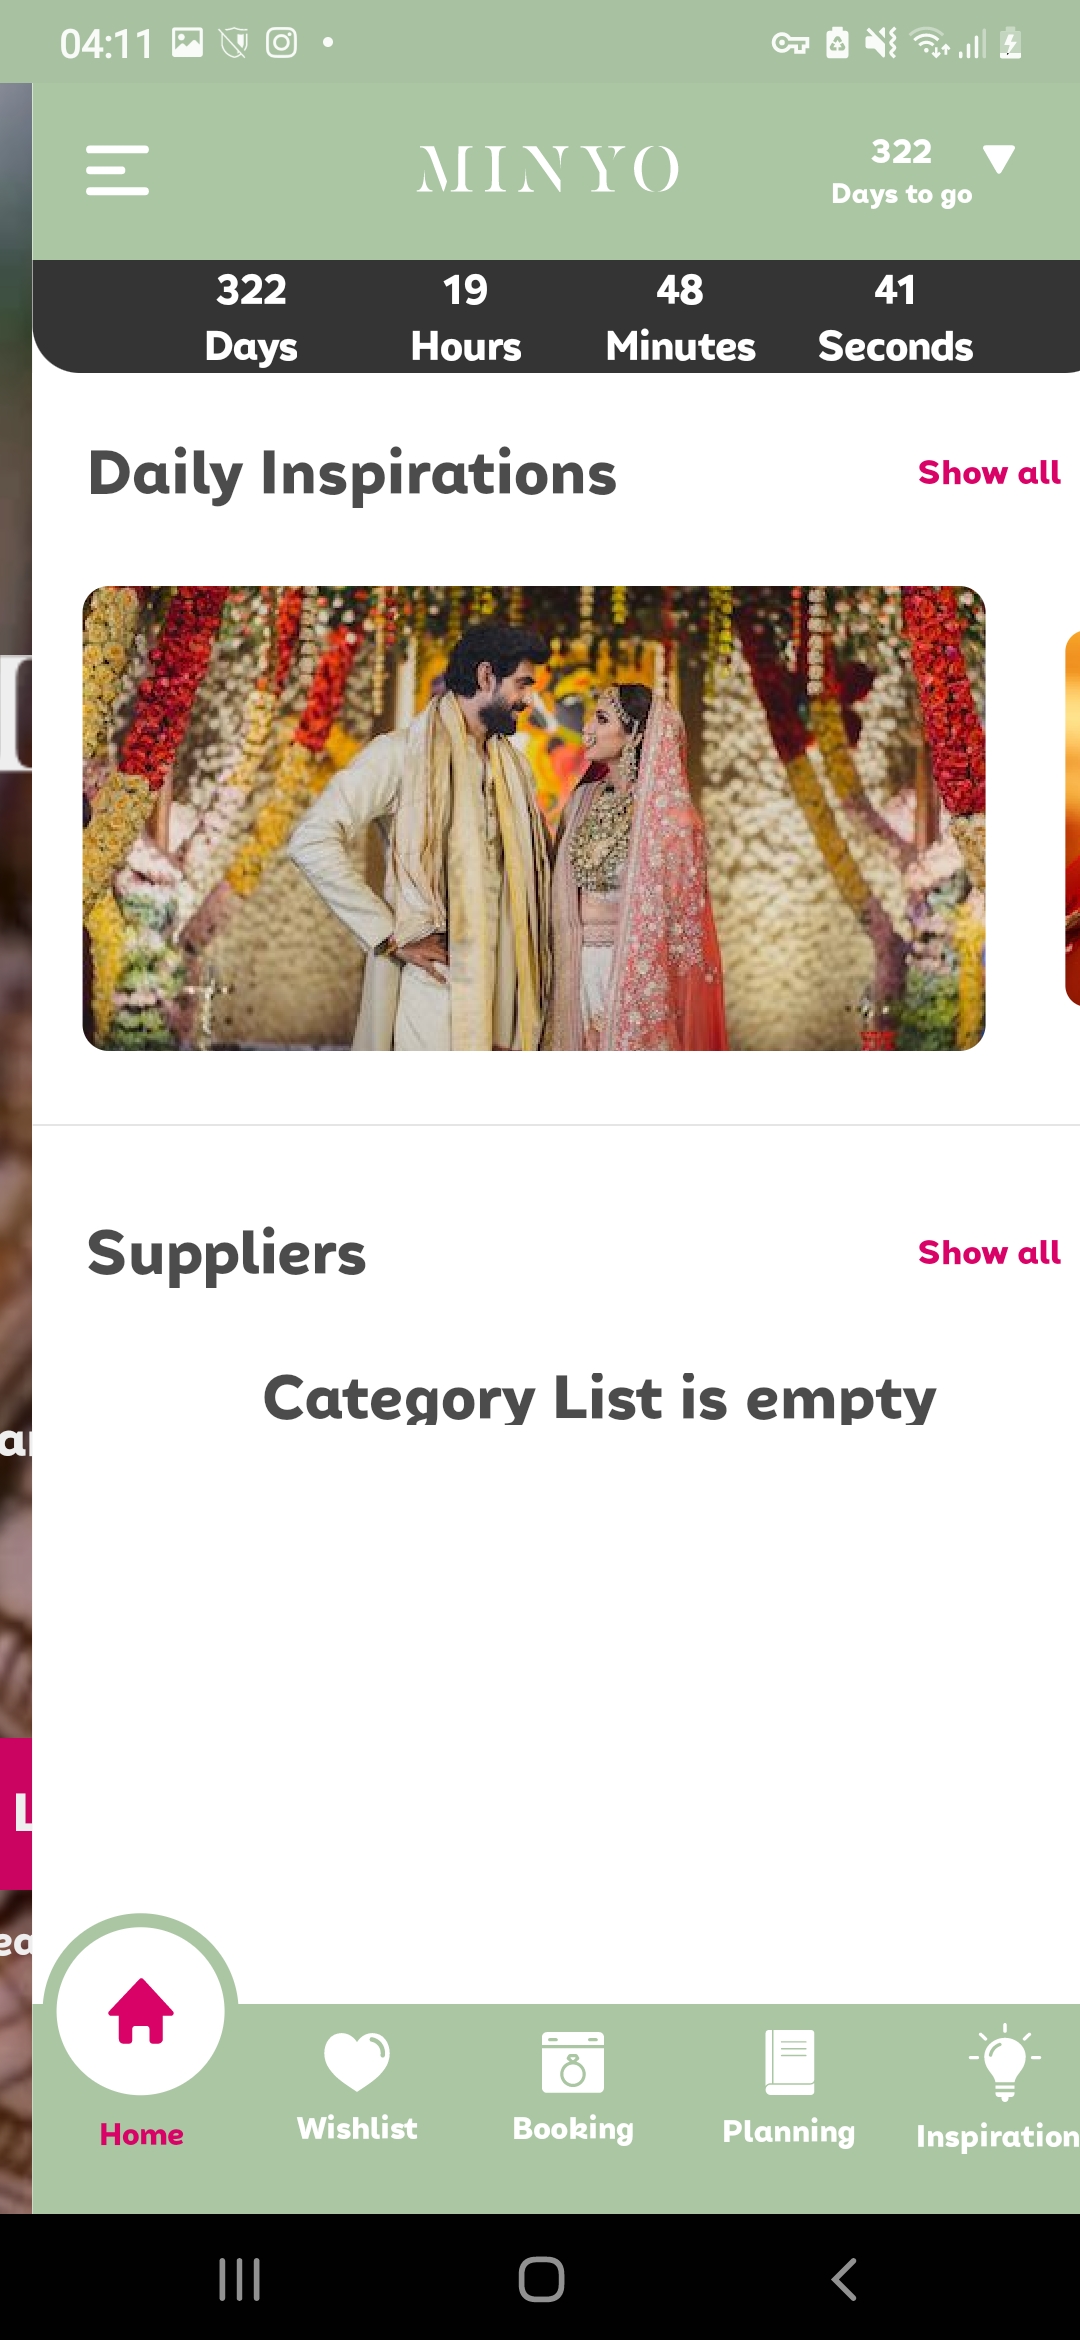 04:11
MINYO
322
Days to go
322 19 48 41
Days Hours Minutes Seconds
Daily Inspirations Show all
Suppliers Show all
Category List is empty
Home Wishlist Booking Planning Inspiration